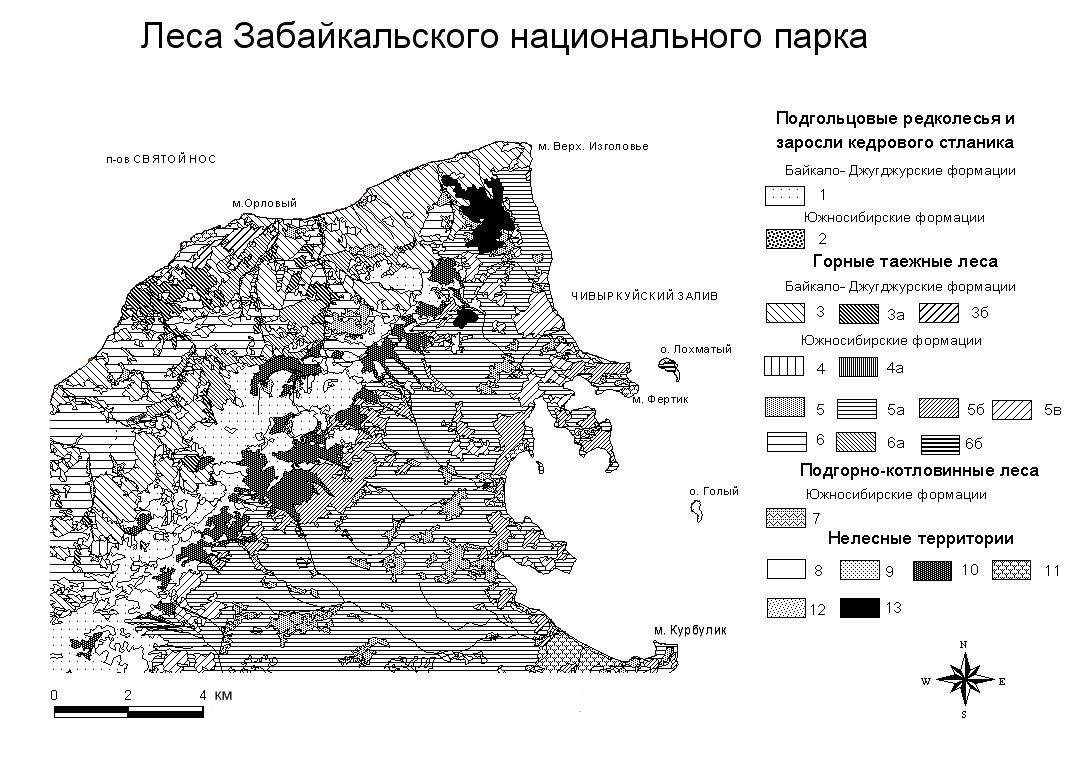 Леса Забайкальского национального парка
п-ов СВЯТОЙ НОС
м. Верх. Изголовье
м.Орловый
ЧИВЫРКУЙСКИЙ ЗАЛИВ
о. Лохматый
м. Фертик
о. Голый
м. Курбулик
0 2 4 км
Подгольцовые редколесья и
заросли кедрового стланика
Байкало- Джугджурские формации
1
Южносибирские формации
2
Горные таежные леса
Байкало- Джугджурские формации
3 3а 3б
Южносибирские формации
4 4а
5 5а 5б 5в
6 6а 6б
Подгорно-котловинные леса
Южносибирские формации
7
Нелесные территории
8 9 10 11
12 13
N
W E
S